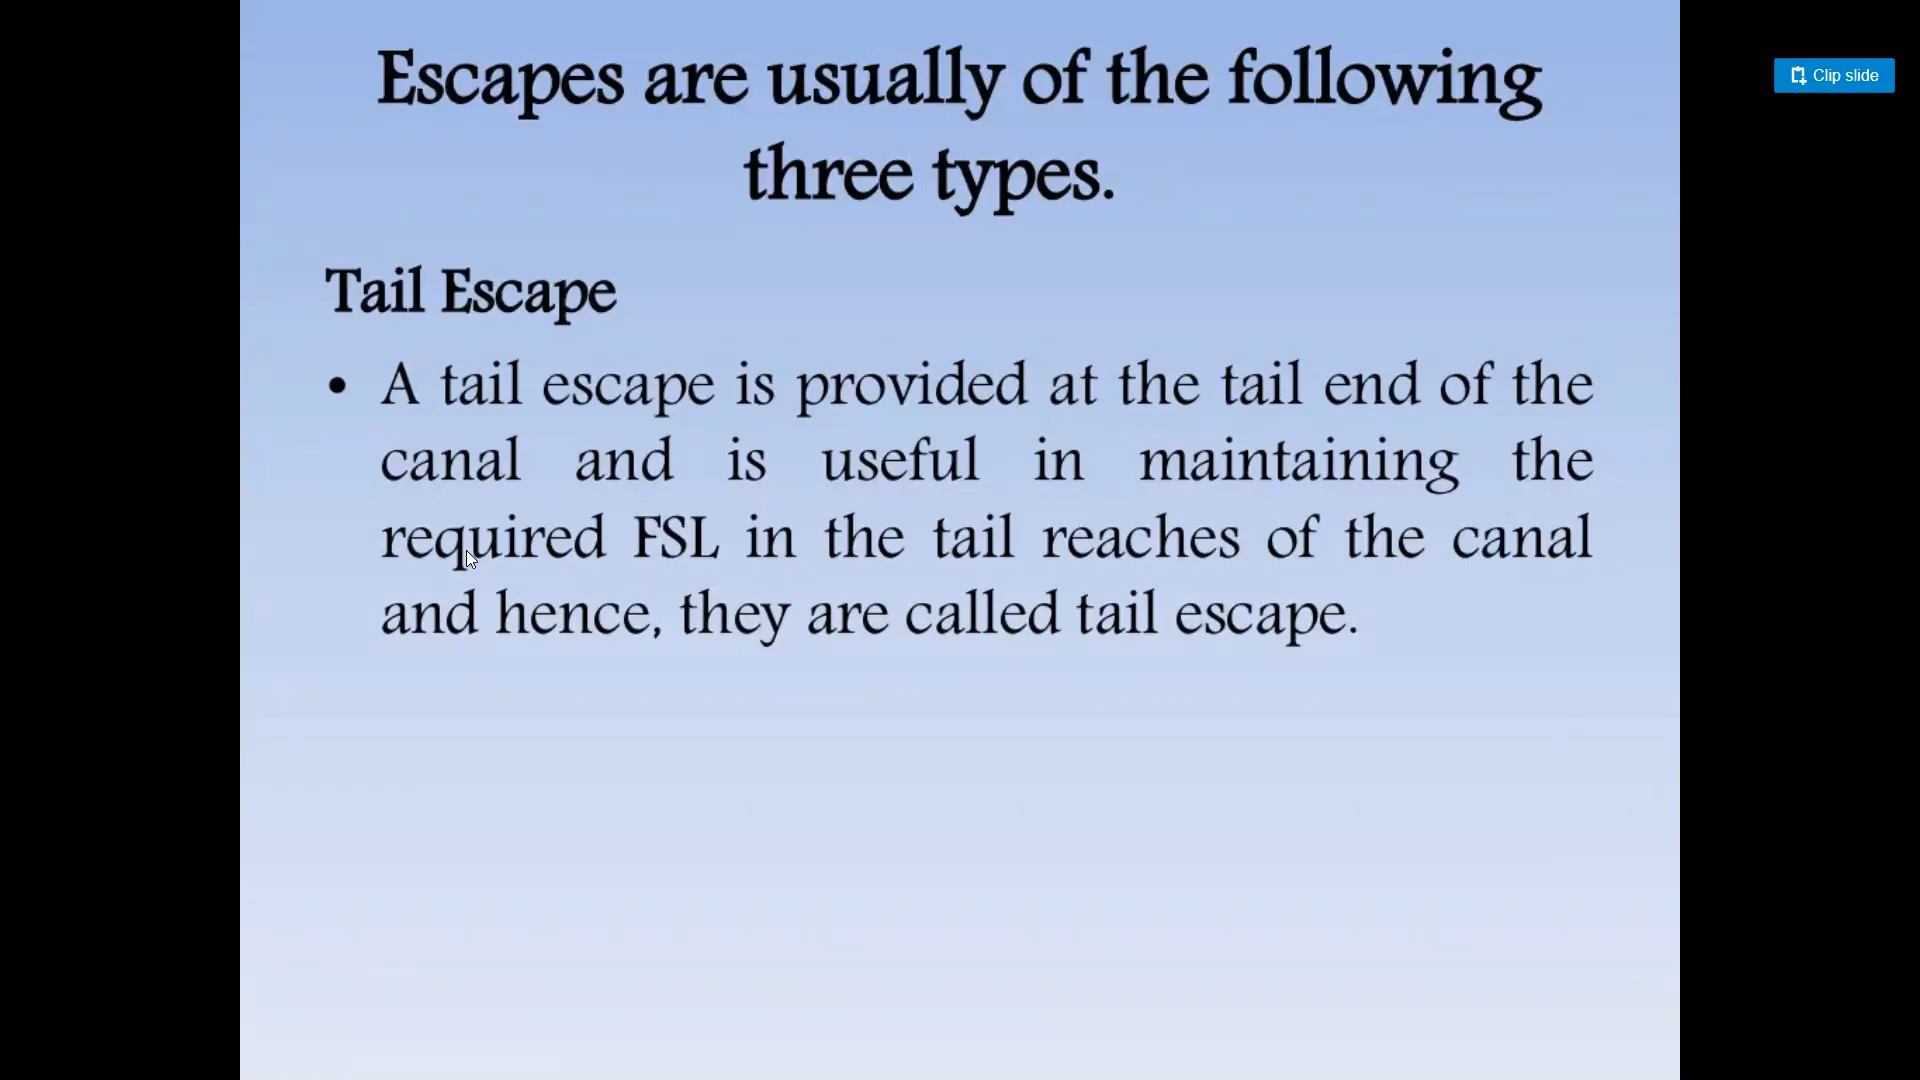 Escapes are usually of the following
three types.
Clip slide
Tail Escape
• A tail escape is provided at the tail end of the
canal and is useful in maintaining the
required FSL in the tail reaches of the canal
and hence, they are called tail escape.